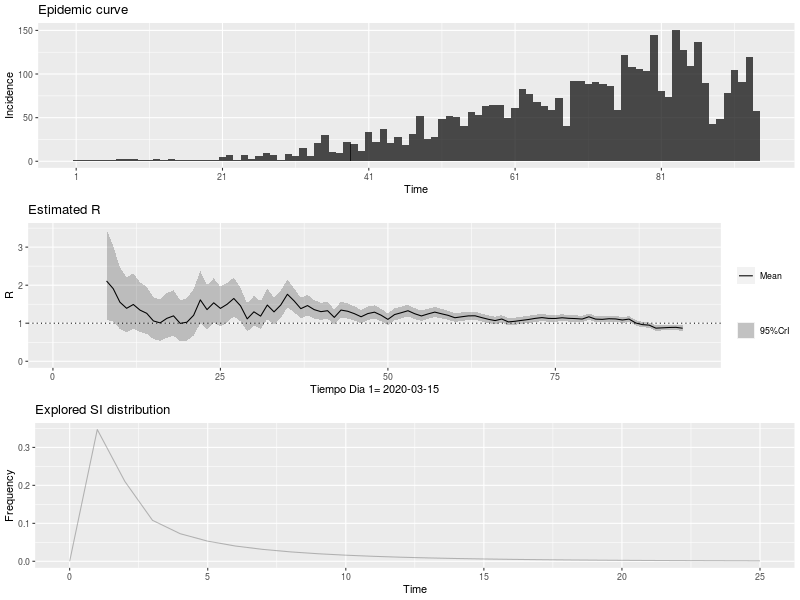 Epidemic curve
150
100
50
0
Incidence
1 21 41 61 81
Time
Estimated R
3
2
1
0
R
0 25 50 75
Tiempo Dia 1= 2020-03-15
Mean
95%CrI
Explored SI distribution
0.3
0.2
0.1
0.0
Frequency
0 5 10 15 20 25
Time